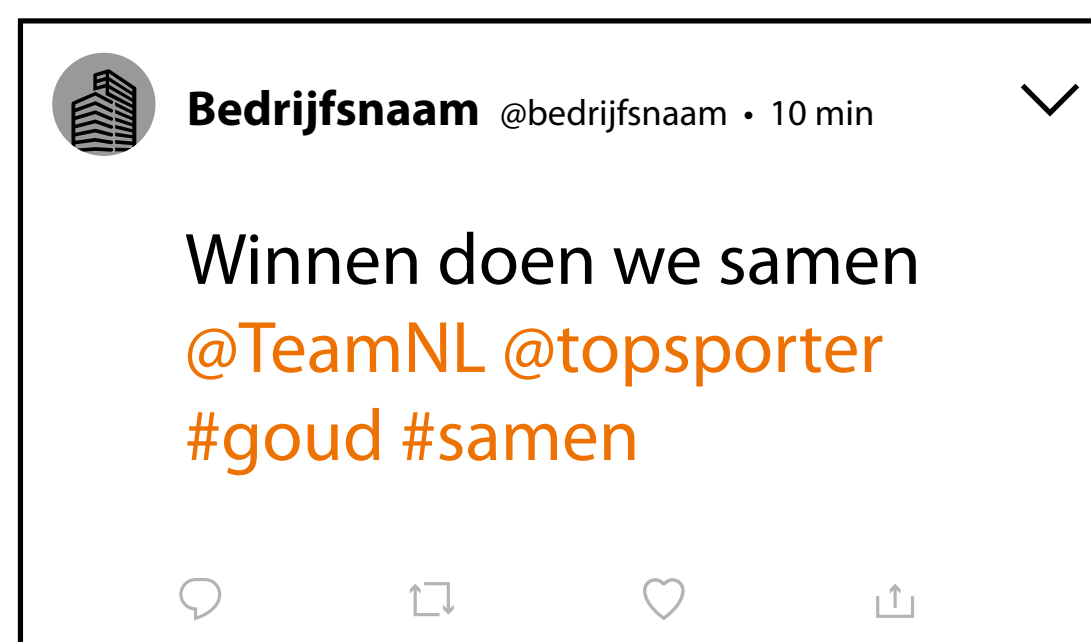 Bedrijfsnaam @bedrijfsnaam • 10 min
Winnen doen we samen
@TeamNL @topsporter
#goud #samen